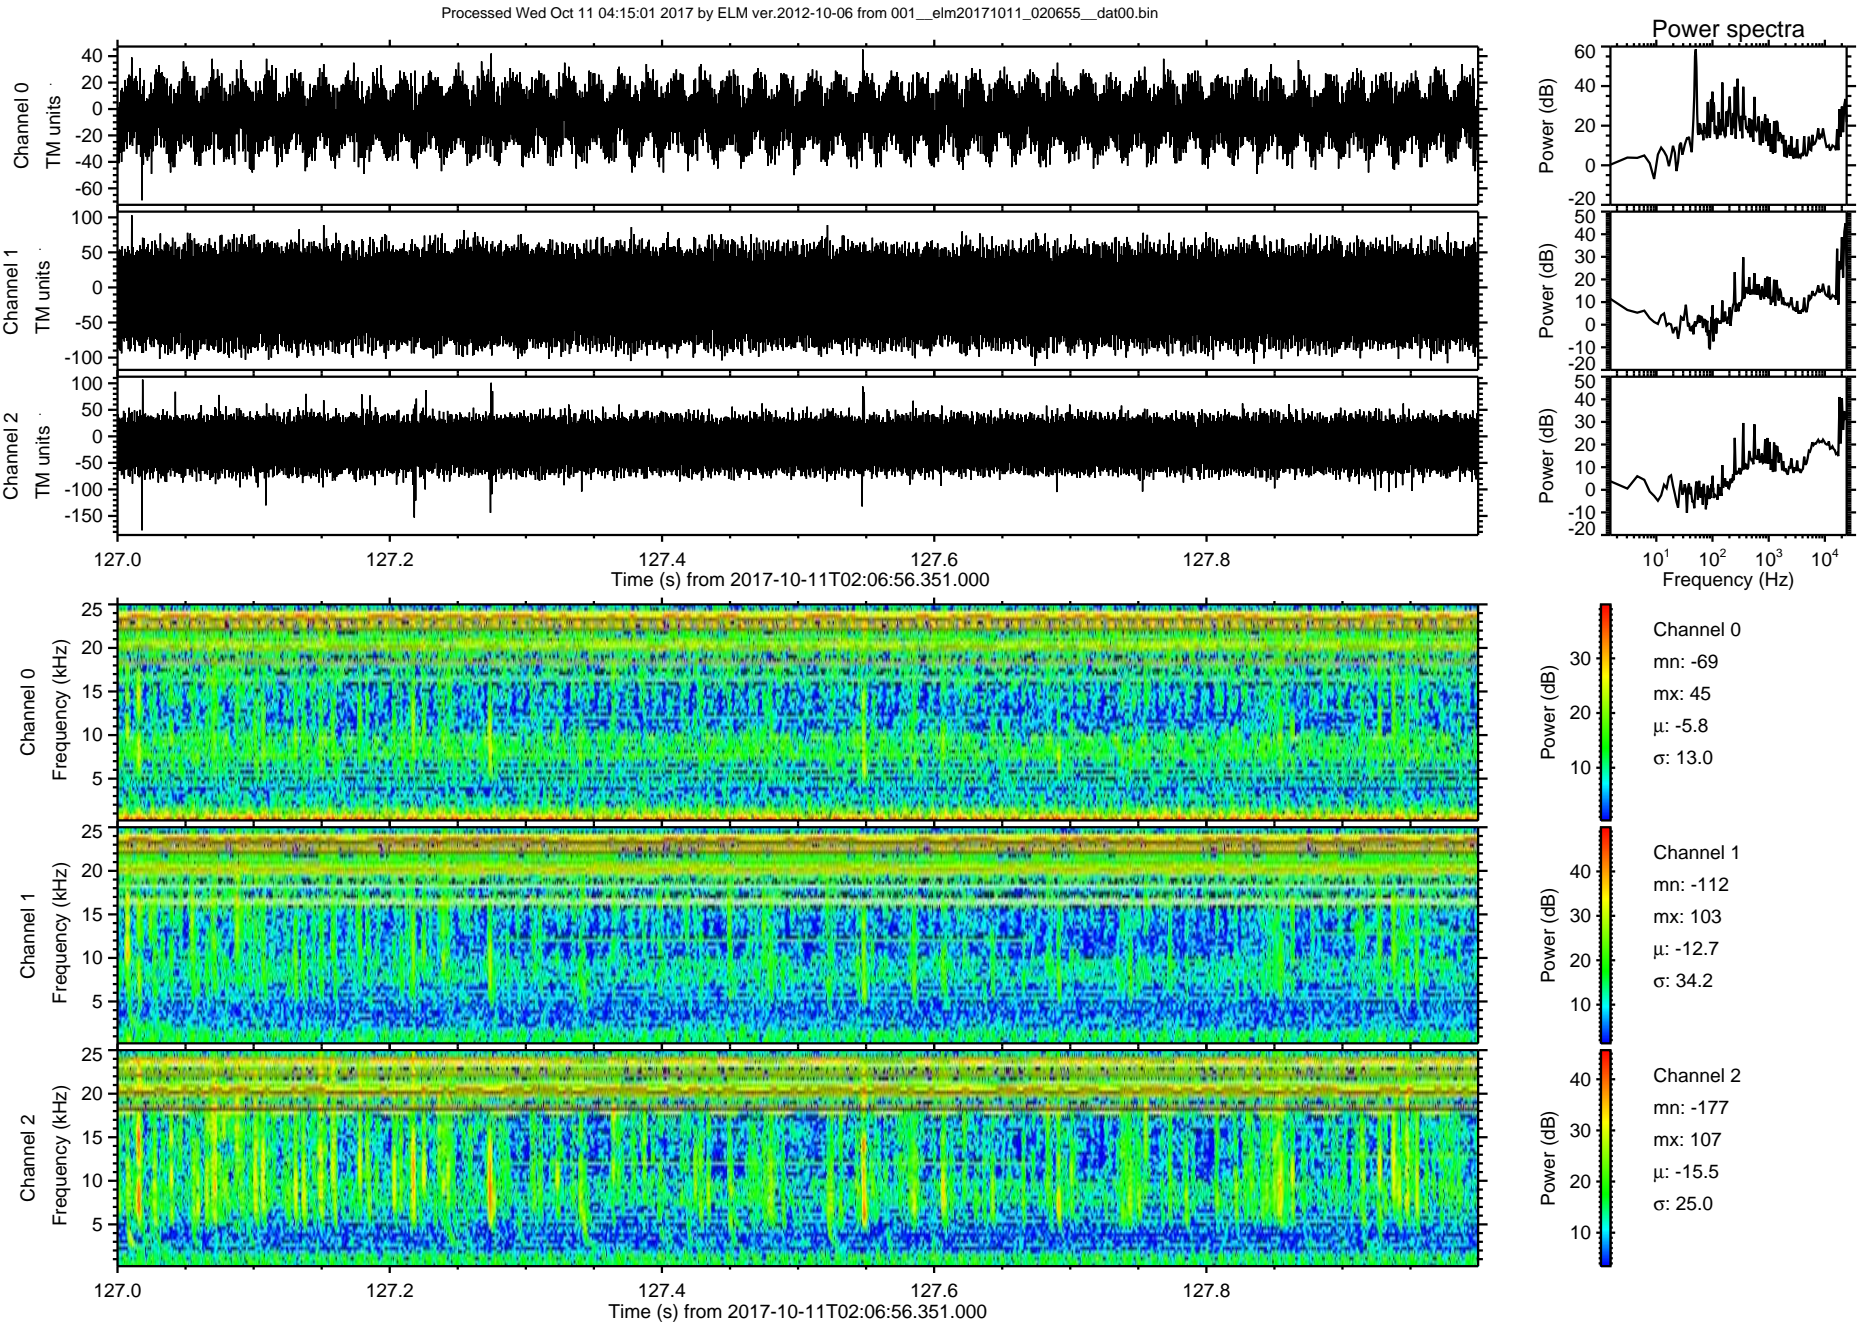 Processed Wed Oct 11 04:15:01 2017 by ELM ver.2012-10-06 from 001__elm20171011_020655__dat00.bin
Power spectra
Channel 0
TM units
40
20
0
-20
-40
-60
Power (dB)
60
40
20
0
-20
Channel 1
TM units
100
50
0
-50
-100
Power (dB)
50
40
30
20
10
0
-10
-20
Channel 2
TM units
100
50
0
-50
-100
-150
Power (dB)
50
40
30
20
10
0
-10
-20
127.0 127.2 127.4 127.6 127.8
Time (s) from 2017-10-11T02:06:56.351.000
10^1 10^2 10^3 10^4
Frequency (Hz)
Channel 0
Frequency (kHz)
25
20
15
10
5
Power (dB)
30
20
10
Channel 0
mn: -69
mx: 45
μ: -5.8
σ: 13.0
Channel 1
Frequency (kHz)
25
20
15
10
5
Power (dB)
40
30
20
10
Channel 1
mn: -112
mx: 103
μ: -12.7
σ: 34.2
Channel 2
Frequency (kHz)
25
20
15
10
5
Power (dB)
40
30
20
10
Channel 2
mn: -177
mx: 107
μ: -15.5
σ: 25.0
127.0 127.2 127.4 127.6 127.8
Time (s) from 2017-10-11T02:06:56.351.000